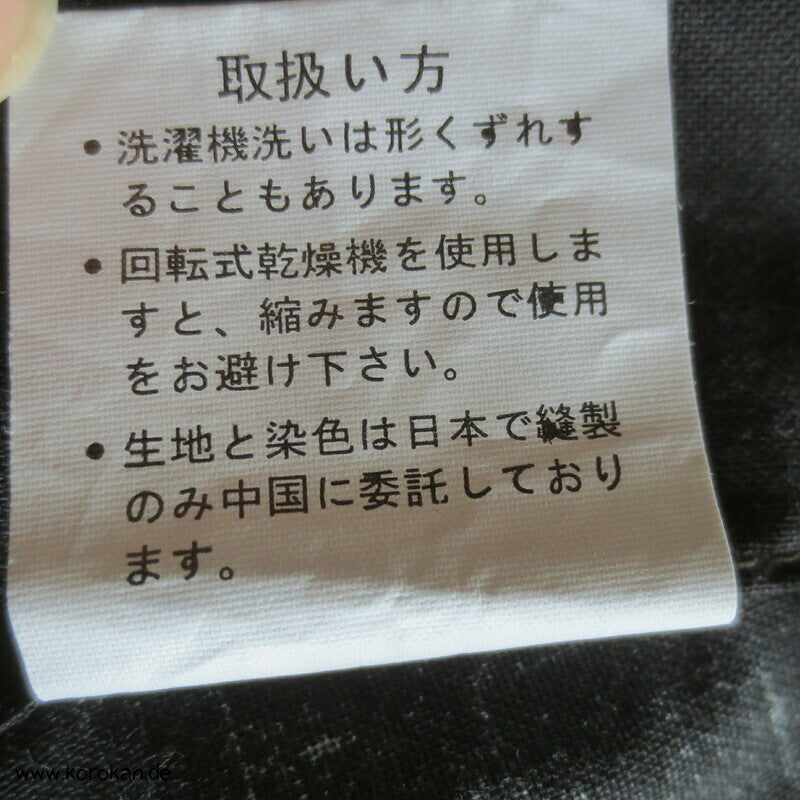 取扱い方
•洗濯機洗いは形くずれす
ることもあります。
•回転式乾燥機を使用しま
すと、縮みますので使用
をお避け下さい。
•生地と染色は日本で縫製
のみ中国に委託しており
ます。
www.korokan.de